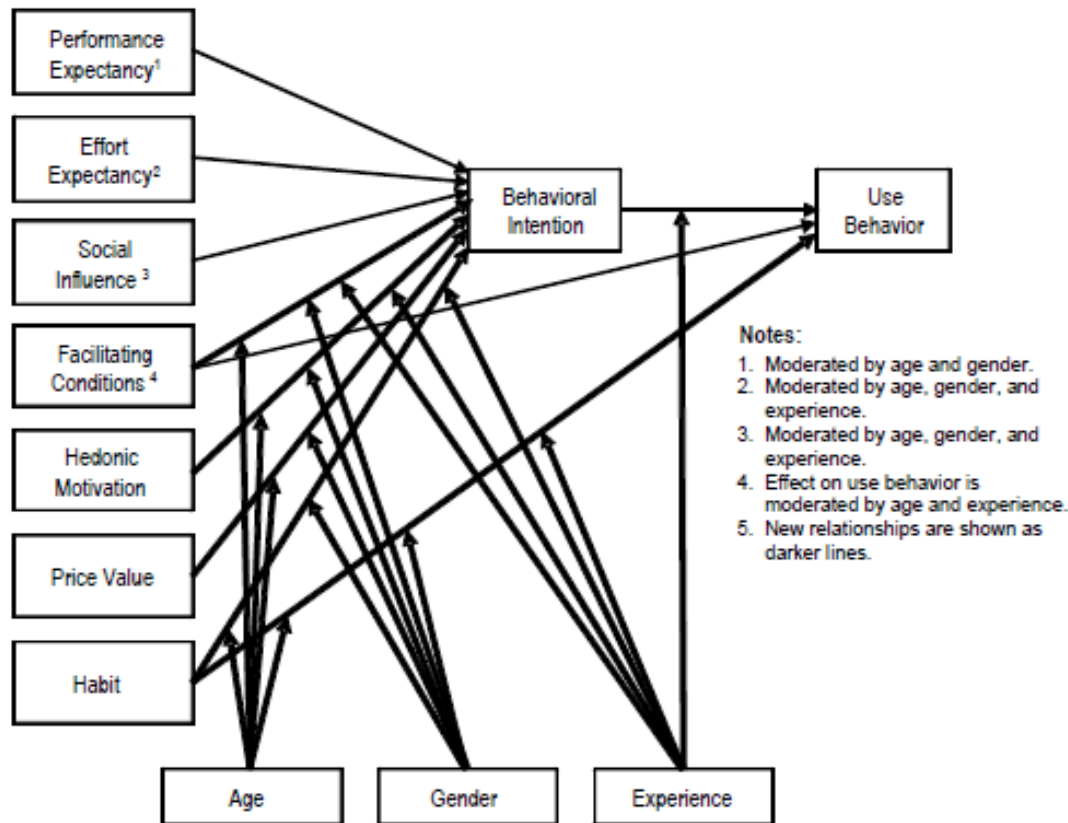 Performance
Expectancy¹
Effort
Expectancy²
Behavioral
Intention
Use
Behavior
Social
Influence ³
Facilitating
Conditions ⁴
Hedonic
Motivation
Price Value
Habit
Notes:
1. Moderated by age and gender.
2. Moderated by age, gender, and
experience.
3. Moderated by age, gender, and
experience.
4. Effect on use behavior is
moderated by age and experience.
5. New relationships are shown as
darker lines.
Age
Gender
Experience